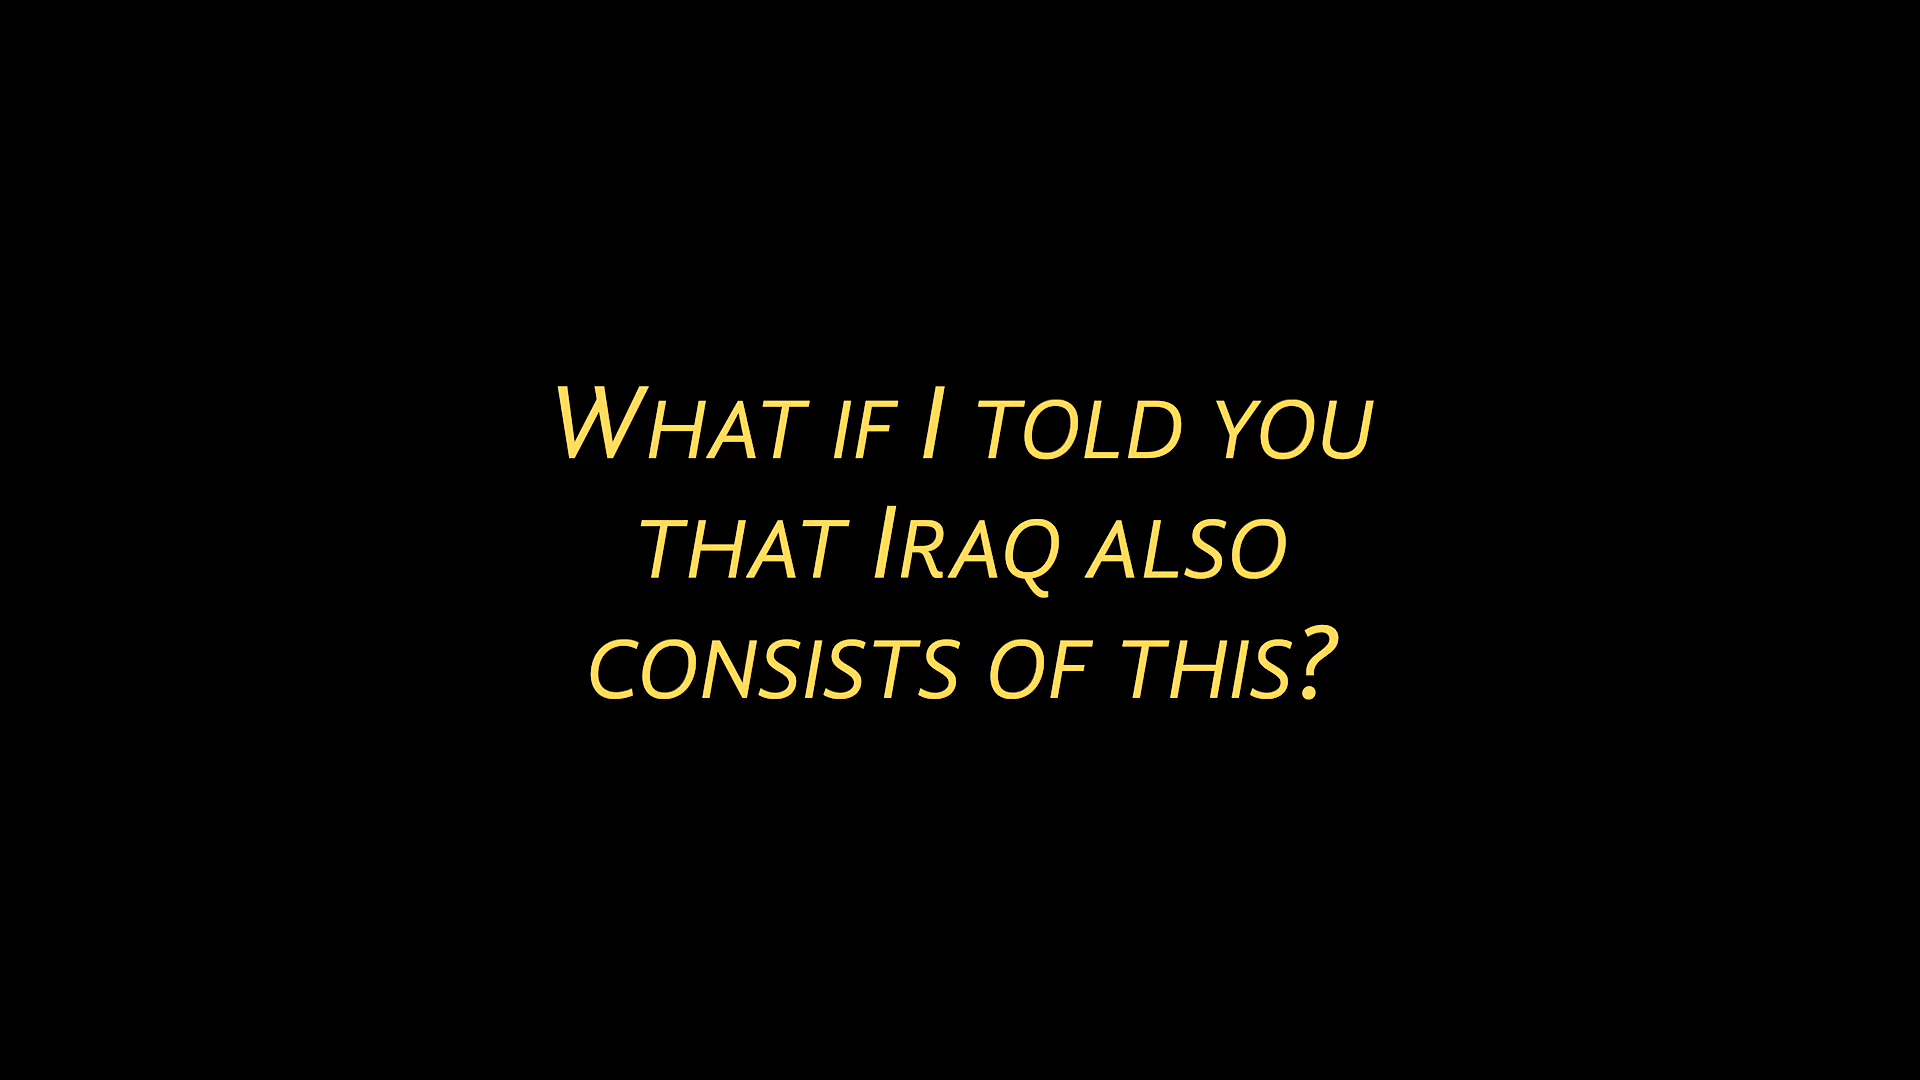 What if I told you
that Iraq also
consists of this?